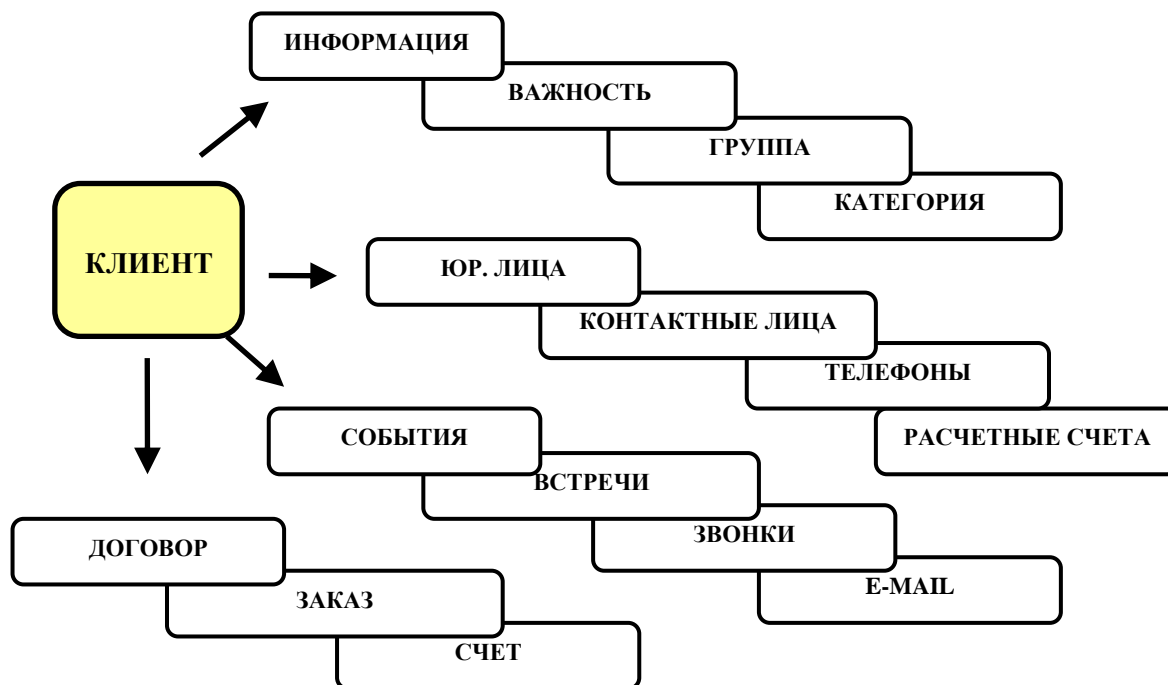 ИНФОРМАЦИЯ
ВАЖНОСТЬ
ГРУППА
КАТЕГОРИЯ
КЛИЕНТ
ЮР. ЛИЦА
КОНТАКТНЫЕ ЛИЦА
ТЕЛЕФОНЫ
РАСЧЕТНЫЕ СЧЕТА
СОБЫТИЯ
ВСТРЕЧИ
ЗВОНКИ
E-MAIL
ДОГОВОР
ЗАКАЗ
СЧЕТ